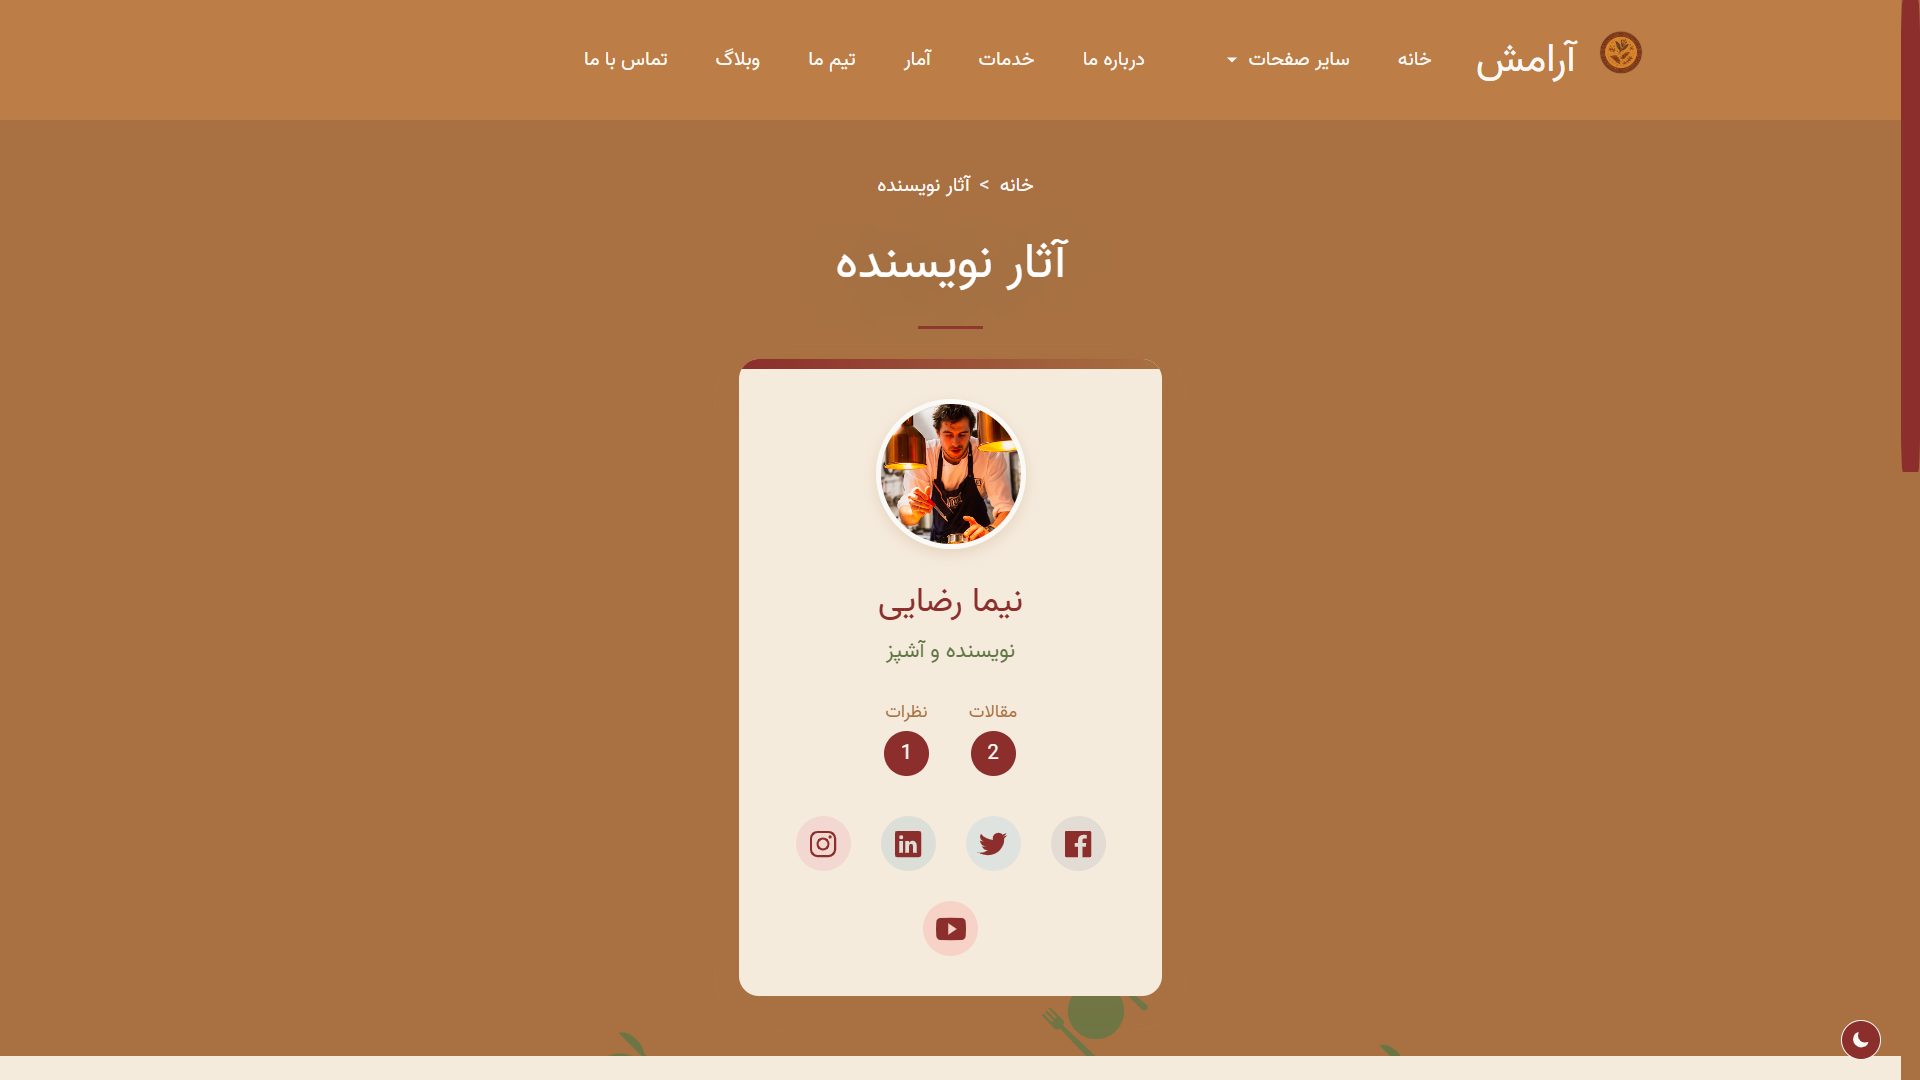 آرامش
خانه
سایر صفحات
درباره ما
خدمات
آمار
تیم ما
وبلاگ
تماس با ما
خانه > آثار نویسنده
آثار نویسنده
نیما رضایی
نویسنده و آشپز
مقالات
2
نظرات
1